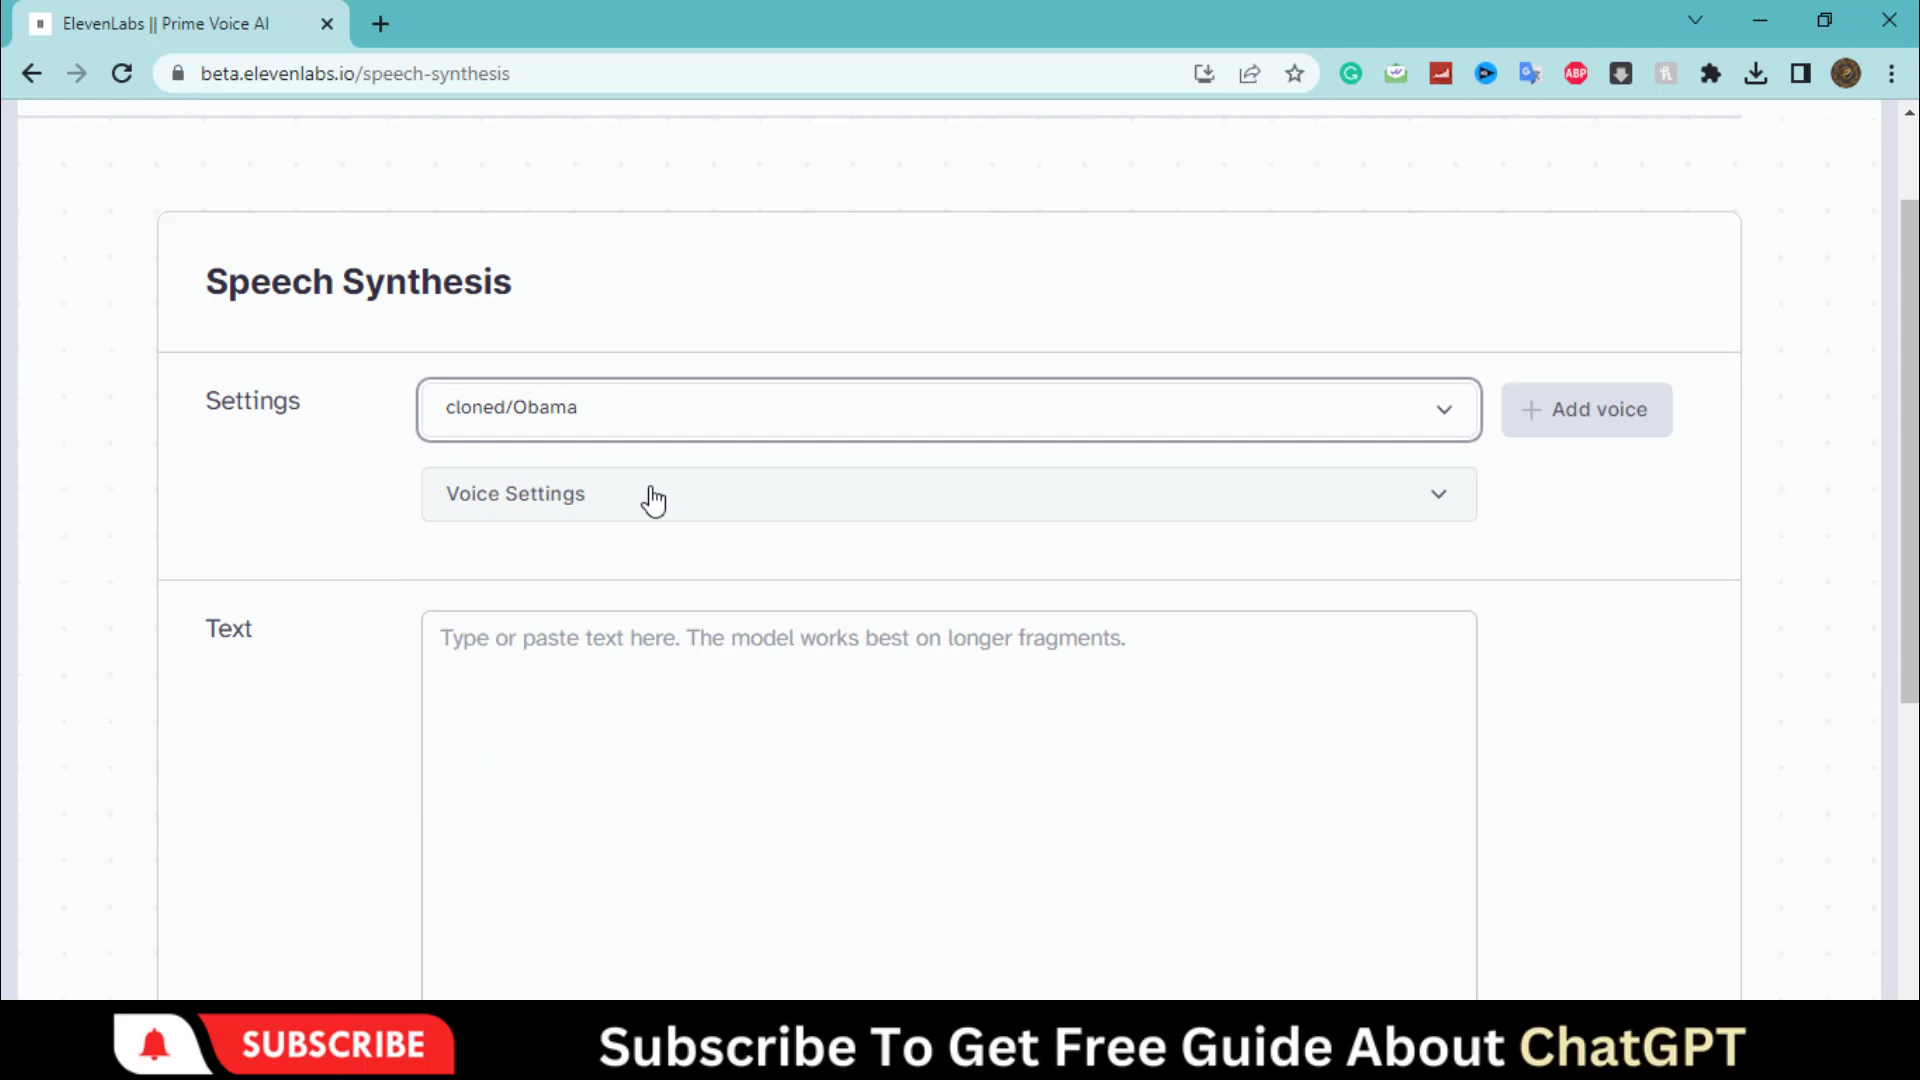 ElevenLabs || Prime Voice AI
beta.elevenlabs.io/speech-synthesis
ABP
Speech Synthesis
Settings
cloned/Obama
Add voice
Voice Settings
Text
Type or paste text here. The model works best on longer fragments.
SUBSCRIBE
Subscribe To Get Free Guide About ChatGPT